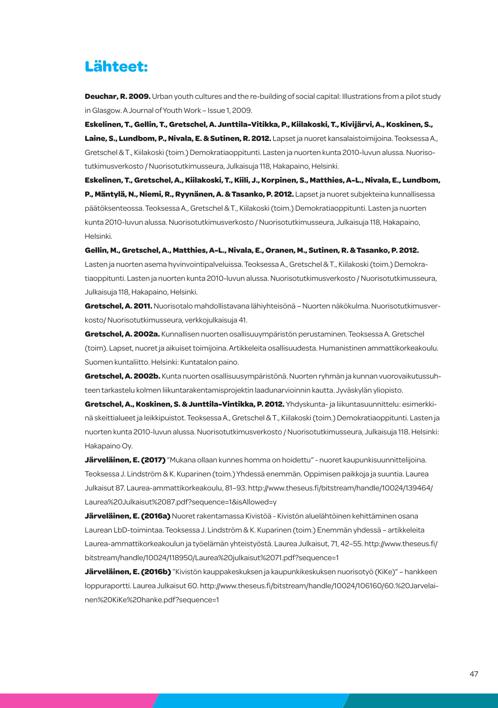 Lähteet:
Deuchar, R. 2009. Urban youth cultures and the re-building of social capital: Illustrations from a pilot study
in Glasgow. A Journal of Youth Work – Issue 1, 2009.
Eskelinen, T., Gellin, T., Gretschel, A. Junttila-Vitikka, P., Kiilakoski, T., Kivijärvi, A., Koskinen, S.,
Laine, S., Lundbom, P., Nivala, E. & Sutinen, R. 2012. Lapset ja nuoret kansalaistoimijoina. Teoksessa A.,
Gretschel & T., Kiilakoski (toim.) Demokratiaoppitunti. Lasten ja nuorten kunta 2010-luvun alussa. Nuoriso-
tutkimusverkosto / Nuorisotutkimusseura, Julkaisuja 118, Hakapaino, Helsinki.
Eskelinen, T., Gretschel, A., Kiilakoski, T., Kiili, J., Korpinen, S., Matthies, A-L., Nivala, E., Lundbom,
P., Mäntylä, N., Niemi, R., Ryynänen, A. & Tasanko, P. 2012. Lapset ja nuoret subjekteina kunnallisessa
päätöksenteossa. Teoksessa A., Gretschel & T., Kiilakoski (toim.) Demokratiaoppitunti. Lasten ja nuorten
kunta 2010-luvun alussa. Nuorisotutkimusverkosto / Nuorisotutkimusseura, Julkaisuja 118, Hakapaino,
Helsinki.
Gellin, M., Gretschel, A., Matthies, A-L., Nivala, E., Oranen, M., Sutinen, R. & Tasanko, P. 2012.
Lasten ja nuorten asema hyvinvointipalveluissa. Teoksessa A., Gretschel & T., Kiilakoski (toim.) Demokra-
tiaoppitunti. Lasten ja nuorten kunta 2010-luvun alussa. Nuorisotutkimusverkosto / Nuorisotutkimusseura,
Julkaisuja 118, Hakapaino, Helsinki.
Gretschel, A. 2011. Nuorisotalo mahdollistavana lähiyhteisönä – Nuorten näkökulma. Nuorisotutkimusver-
kosto/ Nuorisotutkimusseura, verkkojulkaisuja 41.
Gretschel, A. 2002a. Kunnallisen nuorten osallisuuympäristön perustaminen. Teoksessa A. Gretschel
(toim). Lapset, nuoret ja aikuiset toimijoina. Artikkeleita osallisuudesta. Humanistinen ammattikorkeakoulu.
Suomen kuntaliitto. Helsinki: Kuntatalon paino.
Gretschel, A. 2002b. Kunta nuorten osallisuusympäristönä. Nuorten ryhmän ja kunnan vuorovaikutussuh-
teen tarkastelu kolmen liikuntarakentamisprojektin laadunarvioinnin kautta. Jyväskylän yliopisto.
Gretschel, A., Koskinen, S. & Junttila-Vintikka, P. 2012. Yhdyskunta- ja liikuntasuunnittelu: esimerkki-
nä skeittialueet ja leikkipuistot. Teoksessa A., Gretschel & T., Kiilakoski (toim.) Demokratiaoppitunti. Lasten ja
nuorten kunta 2010-luvun alussa. Nuorisotutkimusverkosto / Nuorisotutkimusseura, Julkaisuja 118. Helsinki:
Hakapaino Oy.
Järveläinen, E. (2017) "Mukana ollaan kunnes homma on hoidettu" - nuoret kaupunkisuunnittelijoina.
Teoksessa J. Lindström & K. Kuparinen (toim.) Yhdessä enemmän. Oppimisen paikkoja ja suuntia. Laurea
Julkaisut 87. Laurea-ammattikorkeakoulu, 81–93. http://www.theseus.fi/bitstream/handle/10024/139464/
Laurea%20Julkaisut%2087.pdf?sequence=1&isAllowed=y
Järveläinen, E. (2016a) Nuoret rakentamassa Kivistöä - Kivistön aluelähtöinen kehittäminen osana
Laurean LbD-toimintaa. Teoksessa J. Lindström & K. Kuparinen (toim.) Enemmän yhdessä – artikkeleita
Laurea-ammattikorkeakoulun ja työelämän yhteistyöstä. Laurea Julkaisut, 71, 42–55. http://www.theseus.fi/
bitstream/handle/10024/118950/Laurea%20julkaisut%2071.pdf?sequence=1
Järveläinen, E. (2016b) "Kivistön kauppakeskuksen ja kaupunkikeskuksen nuorisotyö (KiKe)" – hankkeen
loppuraportti. Laurea Julkaisut 60. http://www.theseus.fi/bitstream/handle/10024/106160/60.%20Jarvelai-
nen%20KiKe%20hanke.pdf?sequence=1
47